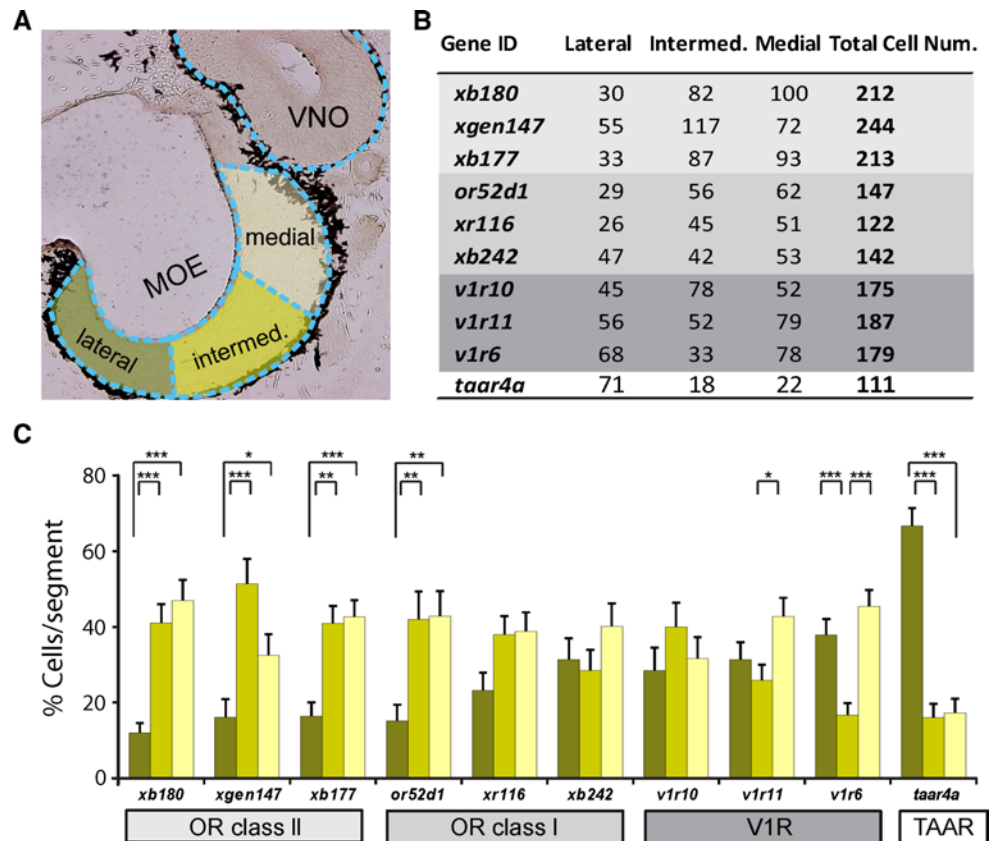 A
VNO
MOE
medial
intermed.
lateral
B
Gene ID Lateral Intermed. Medial Total Cell Num.
xb180 30 82 100 212
xgen147 55 117 72 244
xb177 33 87 93 213
or52d1 29 56 62 147
xr116 26 45 51 122
xb242 47 42 53 142
v1r10 45 78 52 175
v1r11 56 52 79 187
v1r6 68 33 78 179
taar4a 71 18 22 111
C
% Cells/segment
80
60
40
20
0
*** * *** ** ***
*** *** ** ** * *** *** ***
xb180 xgen147 xb177 or52d1 xr116 xb242 v1r10 v1r11 v1r6 taar4a
OR class II OR class I V1R TAAR